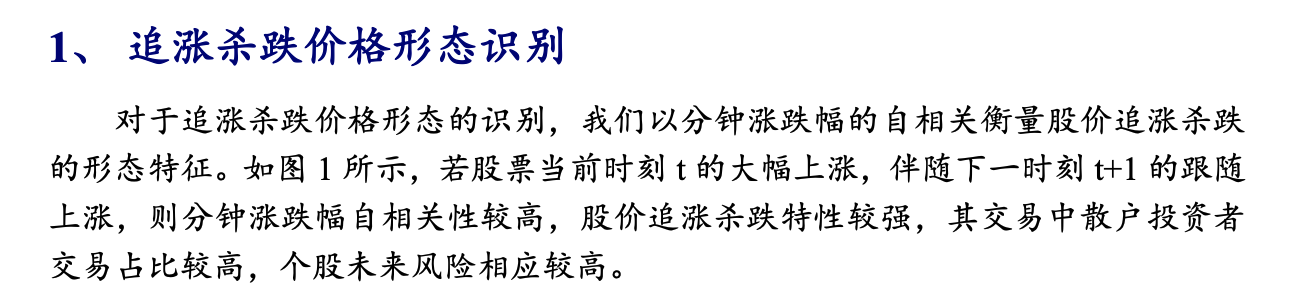 1、 追涨杀跌价格形态识别
对于追涨杀跌价格形态的识别，我们以分钟涨跌幅的自相关衡量股价追涨杀跌
的形态特征。如图 1 所示，若股票当前时刻 t 的大幅上涨，伴随下一时刻 t+1 的跟随
上涨，则分钟涨跌幅自相关性较高，股价追涨杀跌特性较强，其交易中散户投资者
交易占比较高，个股未来风险相应较高。